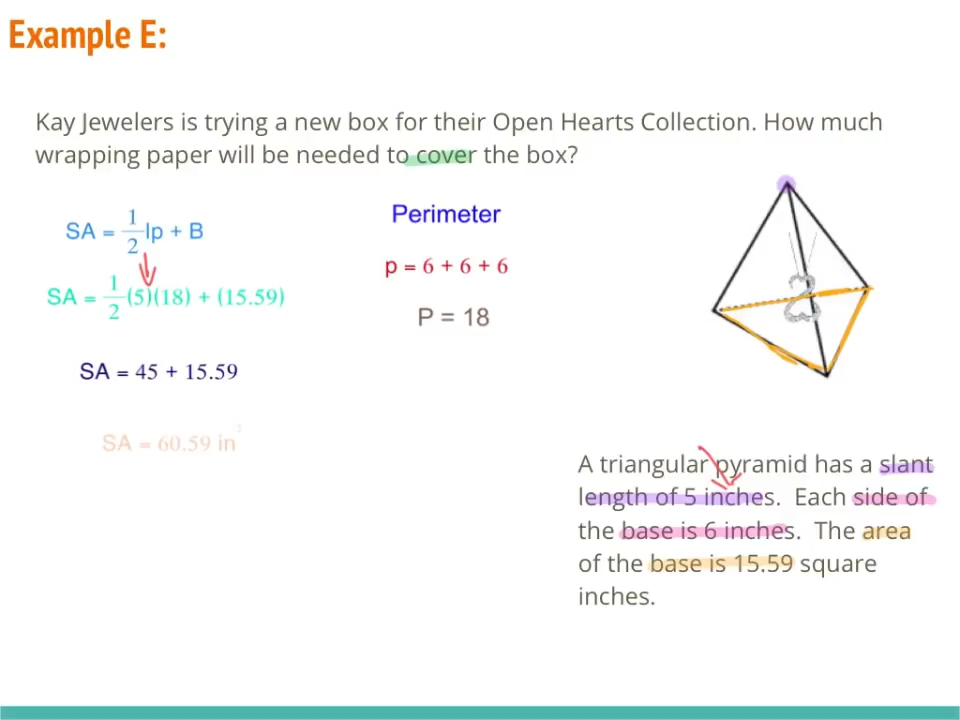 Example E:
Kay Jewelers is trying a new box for their Open Hearts Collection. How much
wrapping paper will be needed to cover the box?
SA = 1/2 lp + B
SA = 1/2 (5)(18) + (15.59)
SA = 45 + 15.59
SA = 60.59 in²
Perimeter
p = 6 + 6 + 6
P = 18
A triangular pyramid has a slant
length of 5 inches. Each side of
the base is 6 inches. The area
of the base is 15.59 square
inches.